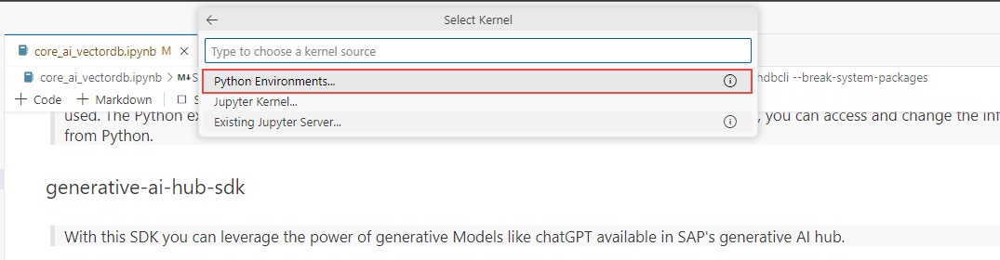 Select Kernel
core_ai_vectordb.ipynb M
Type to choose a kernel source
core_ai_vectordb.ipynb > M↓S
hdbcli --break-system-packages
Python Environments...
+ Code + Markdown
Jupyter Kernel...
Existing Jupyter Server...
used. The Python ex
, you can access and change the inf
from Python.
generative-ai-hub-sdk
With this SDK you can leverage the power of generative Models like chatGPT available in SAP's generative AI hub.